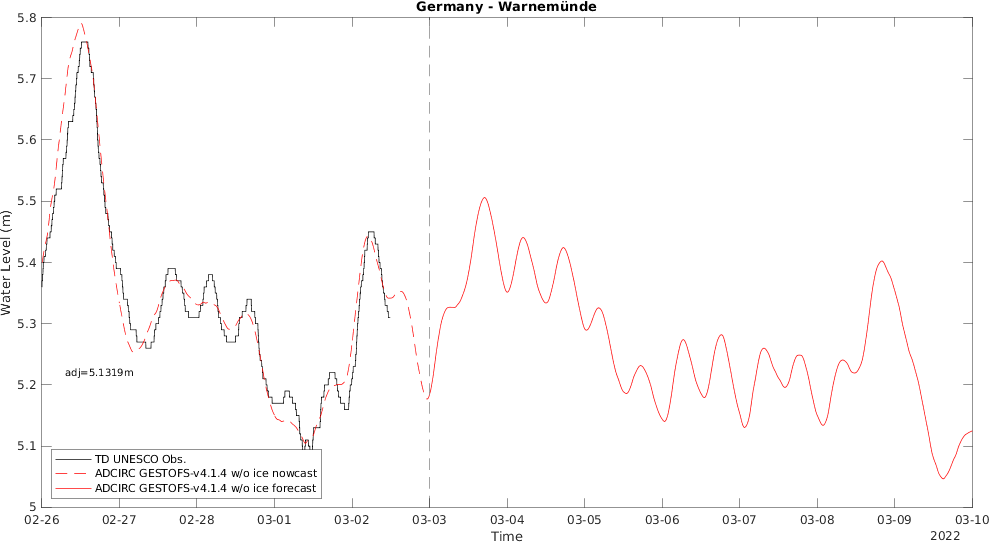 Germany - Warnemünde
5.8
5.7
5.6
5.5
5.4
5.3
5.2
5.1
5
Water Level (m)
adj=5.1319m
TD UNESCO Obs.
ADCIRC GESTOFS-v4.1.4 w/o ice nowcast
ADCIRC GESTOFS-v4.1.4 w/o ice forecast
02-26 02-27 02-28 03-01 03-02 03-03 03-04 03-05 03-06 03-07 03-08 03-09 03-10
Time
2022